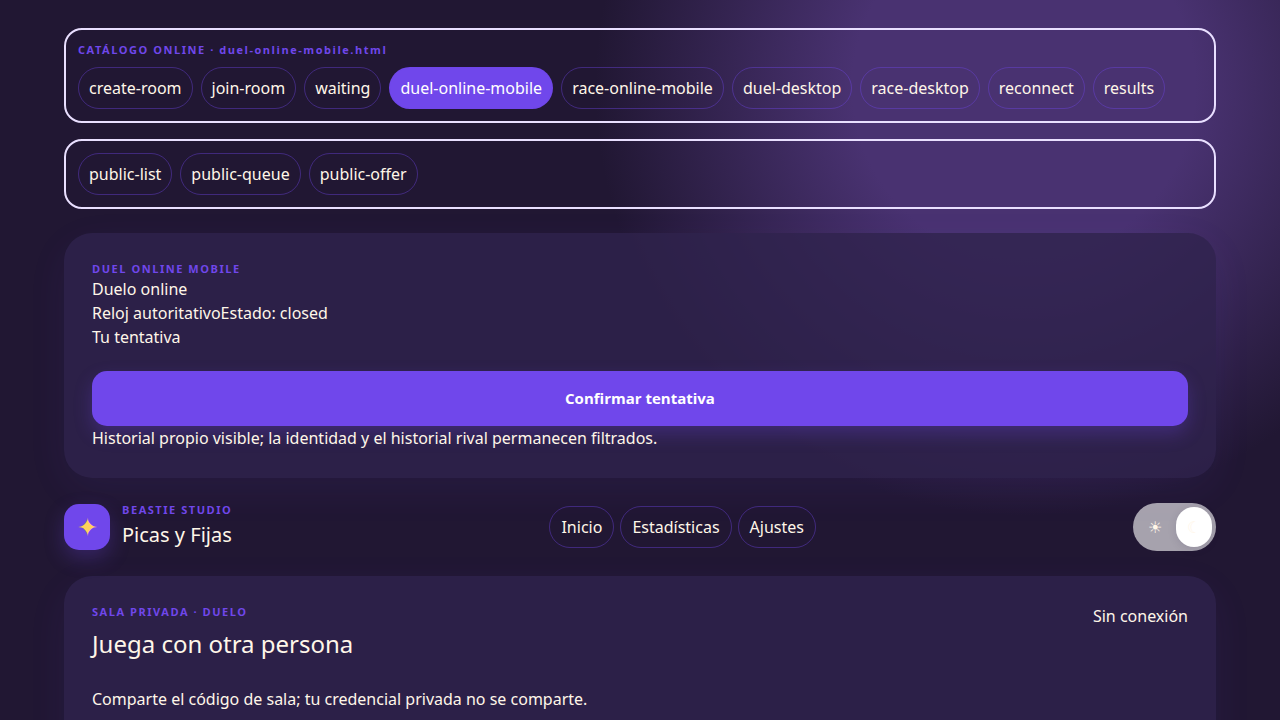 CATÁLOGO ONLINE · duel-online-mobile.html
create-room join-room waiting duel-online-mobile race-online-mobile duel-desktop race-desktop reconnect results
public-list public-queue public-offer
DUEL ONLINE MOBILE
Duelo online
Reloj autoritativoEstado: closed
Tu tentativa
Confirmar tentativa
Historial propio visible; la identidad y el historial rival permanecen filtrados.
BEASTIE STUDIO
Picas y Fijas
Inicio Estadísticas Ajustes
SALA PRIVADA · DUELO
Sin conexión
Juega con otra persona
Comparte el código de sala; tu credencial privada no se comparte.